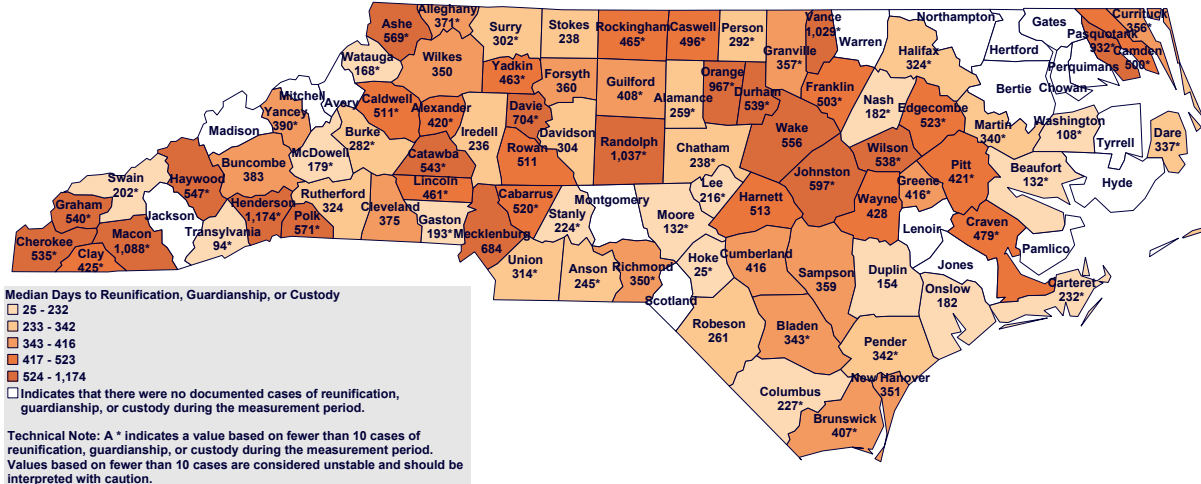 Ashe
569*
Alleghany
371*
Surry
302*
Stokes
238
Rockingham
465*
Caswell
496*
Person
292*
Vance
1,029*
Granville
357*
Warren
Northampton
Gates
Currituck
356*
Pasquotank
932*
Camden
500*
Hertford
Perquimans
Chowan
Bertie
Halifax
324*
Watauga
168*
Wilkes
350
Yadkin
463*
Forsyth
360
Guilford
408*
Alamance
259*
Orange
967*
Durham
539*
Franklin
503*
Nash
182*
Edgecombe
523*
Martin
340*
Washington
108*
Tyrrell
Dare
337*
Mitchell
Avery
Yancey
390*
Caldwell
511*
Alexander
420*
Iredell
236
Davie
704*
Davidson
304
Randolph
1,037*
Chatham
238*
Wake
556
Wilson
538*
Pitt
421*
Beaufort
132*
Hyde
Madison
Buncombe
383
McDowell
179*
Burke
282*
Catawba
543*
Rowan
511
Lee
216*
Johnston
597*
Greene
416*
Swain
202*
Haywood
547*
Henderson
1,174*
Rutherford
324
Lincoln
461*
Cabarrus
520*
Montgomery
Moore
132*
Harnett
513
Wayne
428
Lenoir
Craven
479*
Pamlico
Graham
540*
Jackson
Transylvania
94*
Polk
571*
Cleveland
375
Gaston
193*
Mecklenburg
684
Stanly
224*
Cherokee
535*
Clay
425*
Macon
1,088*
Union
314*
Anson
245*
Richmond
350*
Hoke
25*
Cumberland
416
Sampson
359
Duplin
154
Jones
Onslow
182
Carteret
232*
Scotland
Robeson
261
Bladen
343*
Pender
342*
New Hanover
351
Columbus
227*
Brunswick
407*
Median Days to Reunification, Guardianship, or Custody
25 - 232
233 - 342
343 - 416
417 - 523
524 - 1,174
Indicates that there were no documented cases of reunification,
guardianship, or custody during the measurement period.
Technical Note: A * indicates a value based on fewer than 10 cases of
reunification, guardianship, or custody during the measurement period.
Values based on fewer than 10 cases are considered unstable and should be
interpreted with caution.